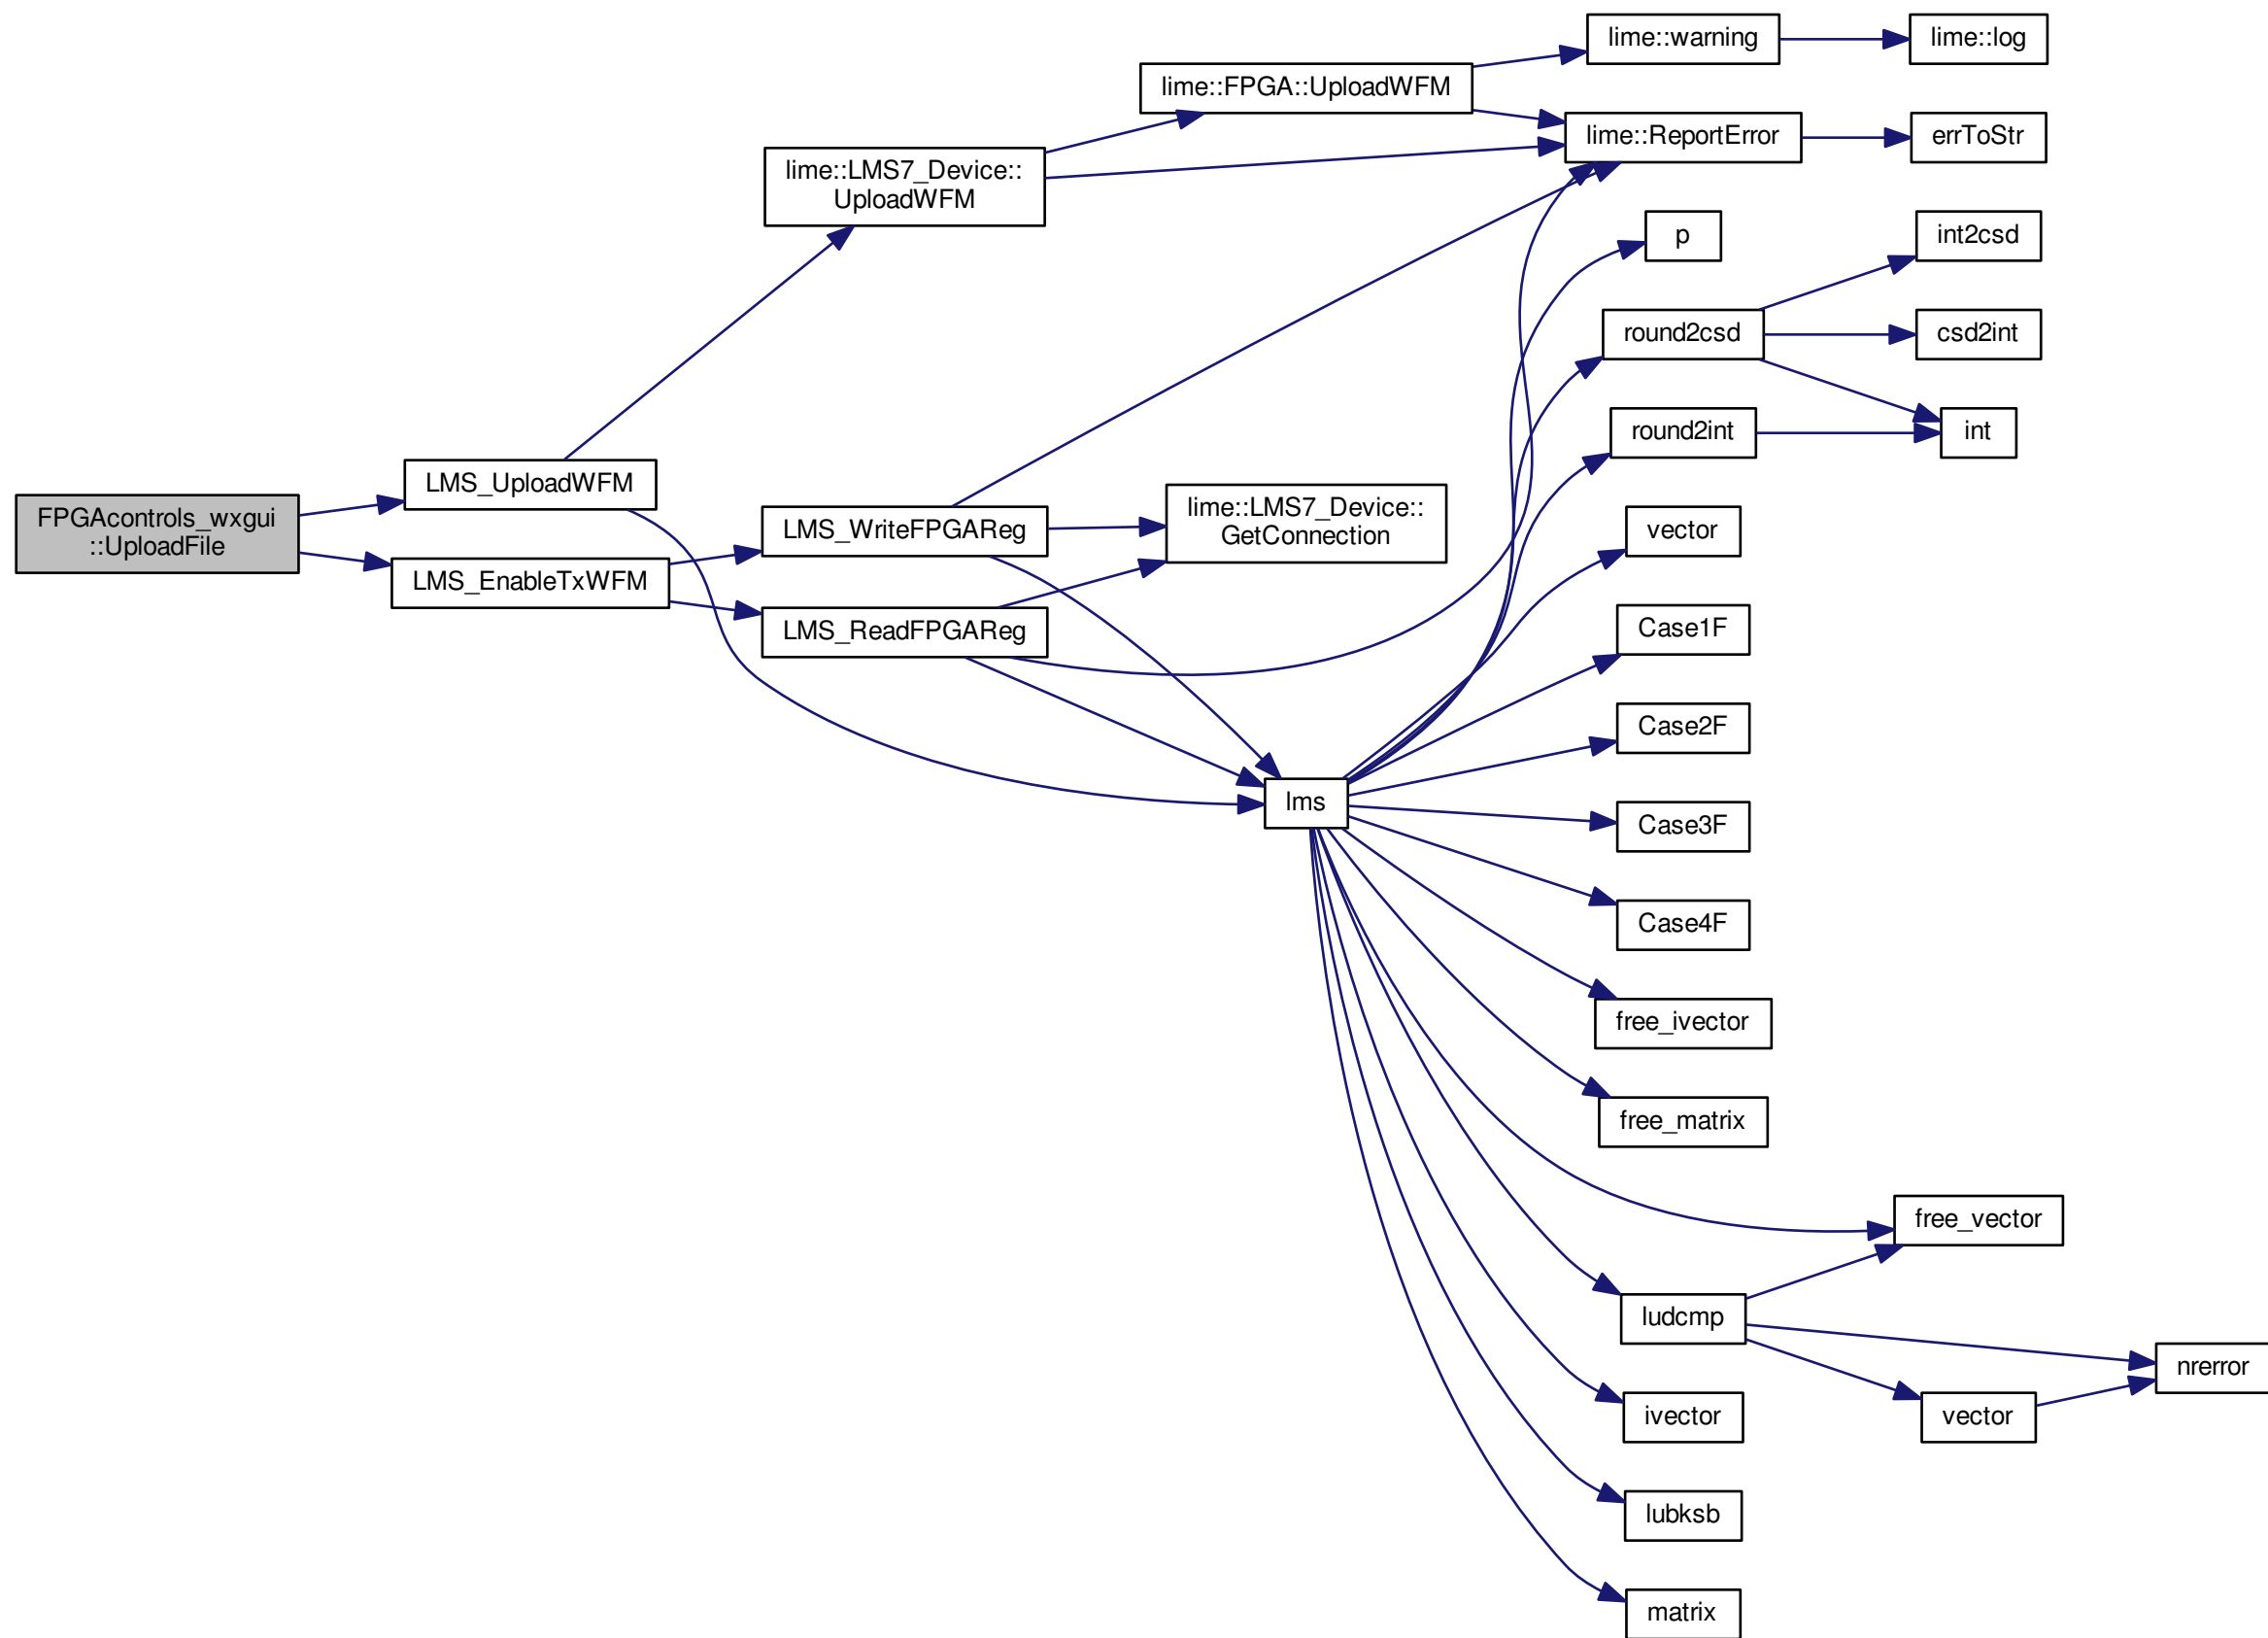 lime::warning
lime::log
lime::FPGA::UploadWFM
lime::ReportError
errToStr
lime::LMS7_Device::
UploadWFM
p
int2csd
round2csd
csd2int
round2int
int
LMS_UploadWFM
FPGAcontrols_wxgui
::UploadFile
LMS_WriteFPGAReg
lime::LMS7_Device::
GetConnection
vector
LMS_EnableTxWFM
LMS_ReadFPGAReg
Case1F
Case2F
lms
Case3F
Case4F
free_ivector
free_matrix
free_vector
ludcmp
nrerror
ivector
vector
lubksb
matrix